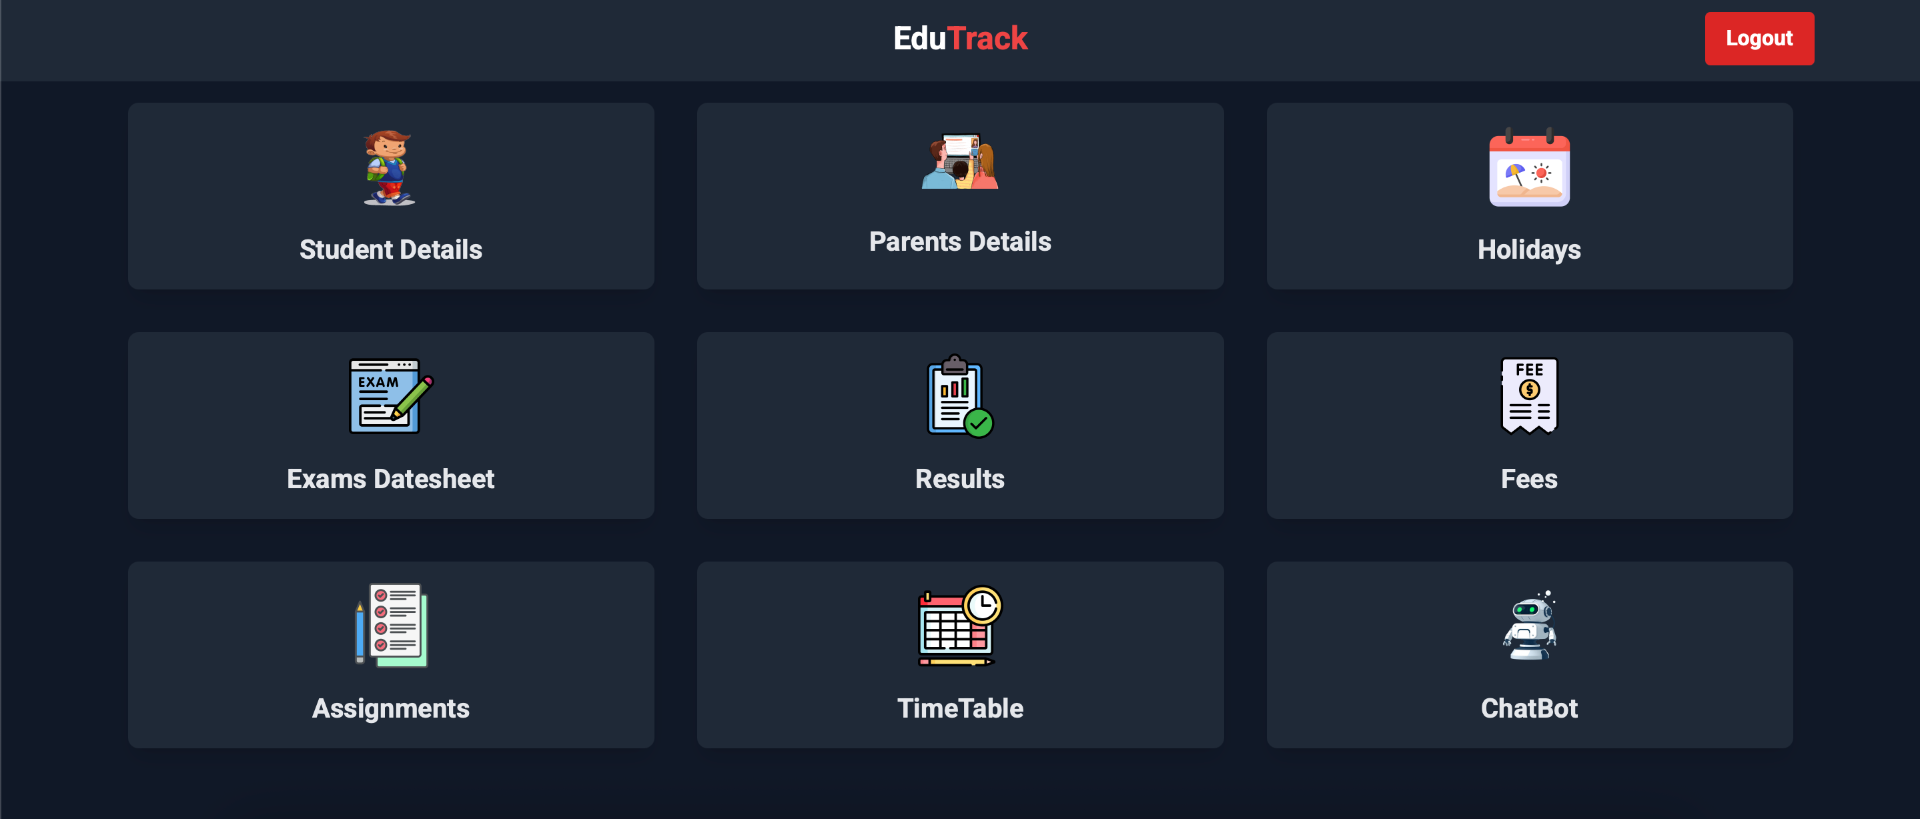 EduTrack
Logout
Student Details
Parents Details
Holidays
EXAM
Exams Datesheet
Results
FEE
$
Fees
Assignments
TimeTable
ChatBot